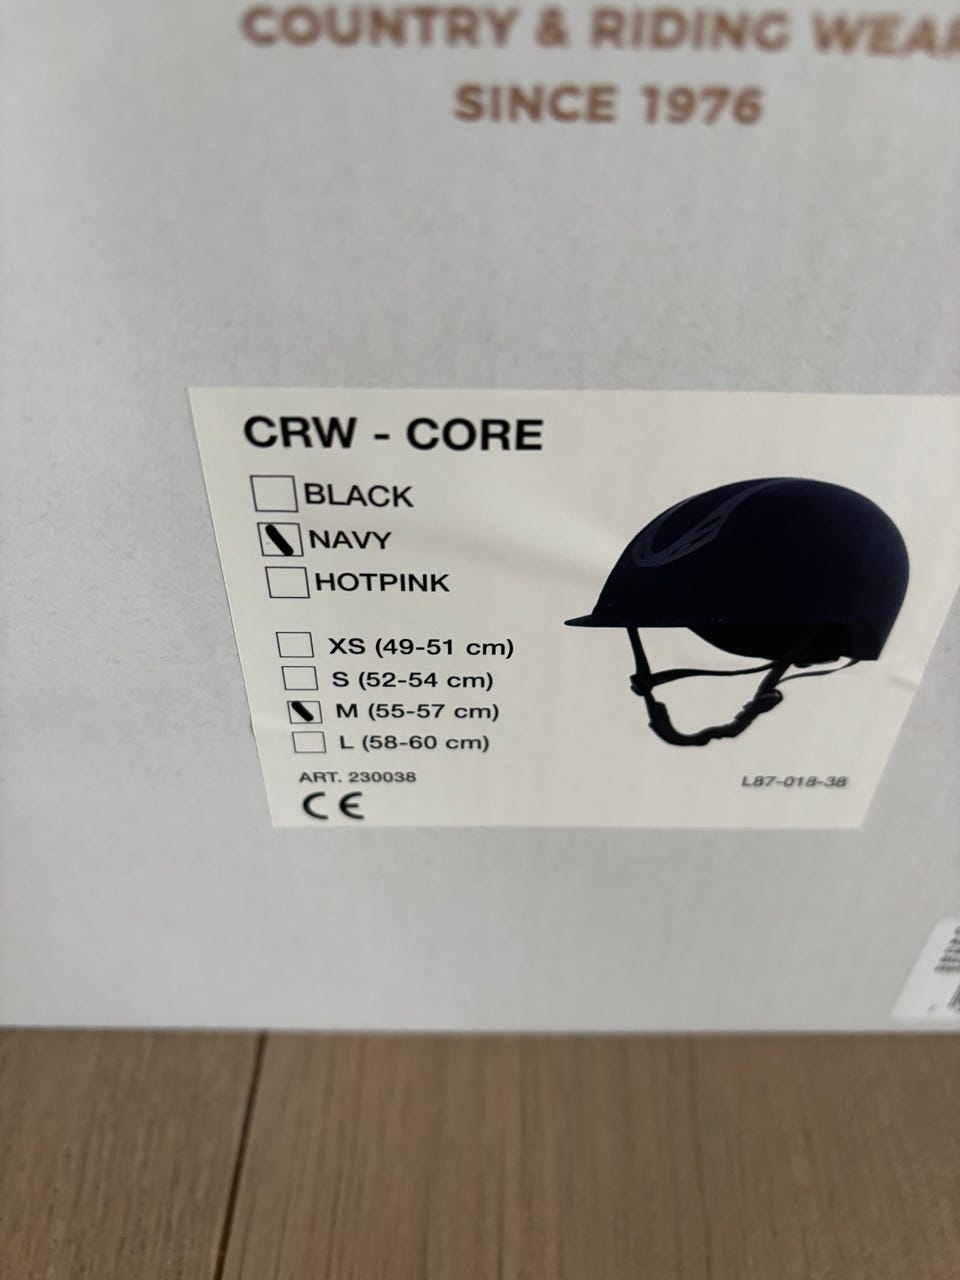 COUNTRY & RIDING WEAR
SINCE 1976
CRW - CORE
BLACK
NAVY
HOTPINK
XS (49-51 cm)
S (52-54 cm)
M (55-57 cm)
L (58-60 cm)
ART. 230038
L87-018-38
CE